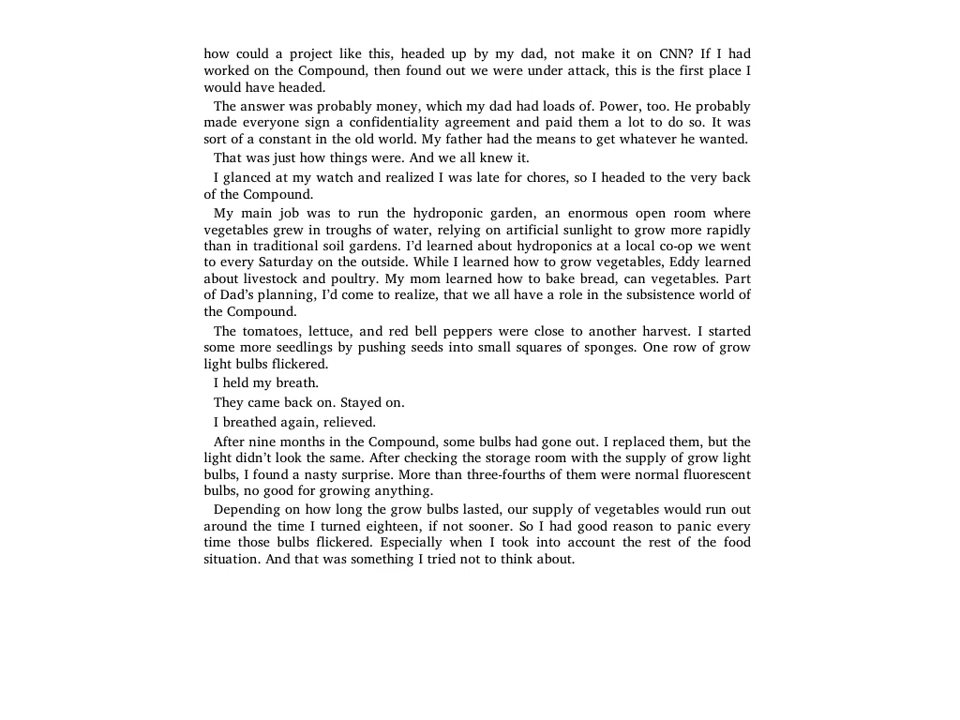 how could a project like this, headed up by my dad, not make it on CNN? If I had
worked on the Compound, then found out we were under attack, this is the first place I
would have headed.
The answer was probably money, which my dad had loads of. Power, too. He probably
made everyone sign a confidentiality agreement and paid them a lot to do so. It was
sort of a constant in the old world. My father had the means to get whatever he wanted.
That was just how things were. And we all knew it.
I glanced at my watch and realized I was late for chores, so I headed to the very back
of the Compound.
My main job was to run the hydroponic garden, an enormous open room where
vegetables grew in troughs of water, relying on artificial sunlight to grow more rapidly
than in traditional soil gardens. I’d learned about hydroponics at a local co-op we went
to every Saturday on the outside. While I learned how to grow vegetables, Eddy learned
about livestock and poultry. My mom learned how to bake bread, can vegetables. Part
of Dad’s planning, I’d come to realize, that we all have a role in the subsistence world of
the Compound.
The tomatoes, lettuce, and red bell peppers were close to another harvest. I started
some more seedlings by pushing seeds into small squares of sponges. One row of grow
light bulbs flickered.
I held my breath.
They came back on. Stayed on.
I breathed again, relieved.
After nine months in the Compound, some bulbs had gone out. I replaced them, but the
light didn’t look the same. After checking the storage room with the supply of grow light
bulbs, I found a nasty surprise. More than three-fourths of them were normal fluorescent
bulbs, no good for growing anything.
Depending on how long the grow bulbs lasted, our supply of vegetables would run out
around the time I turned eighteen, if not sooner. So I had good reason to panic every
time those bulbs flickered. Especially when I took into account the rest of the food
situation. And that was something I tried not to think about.